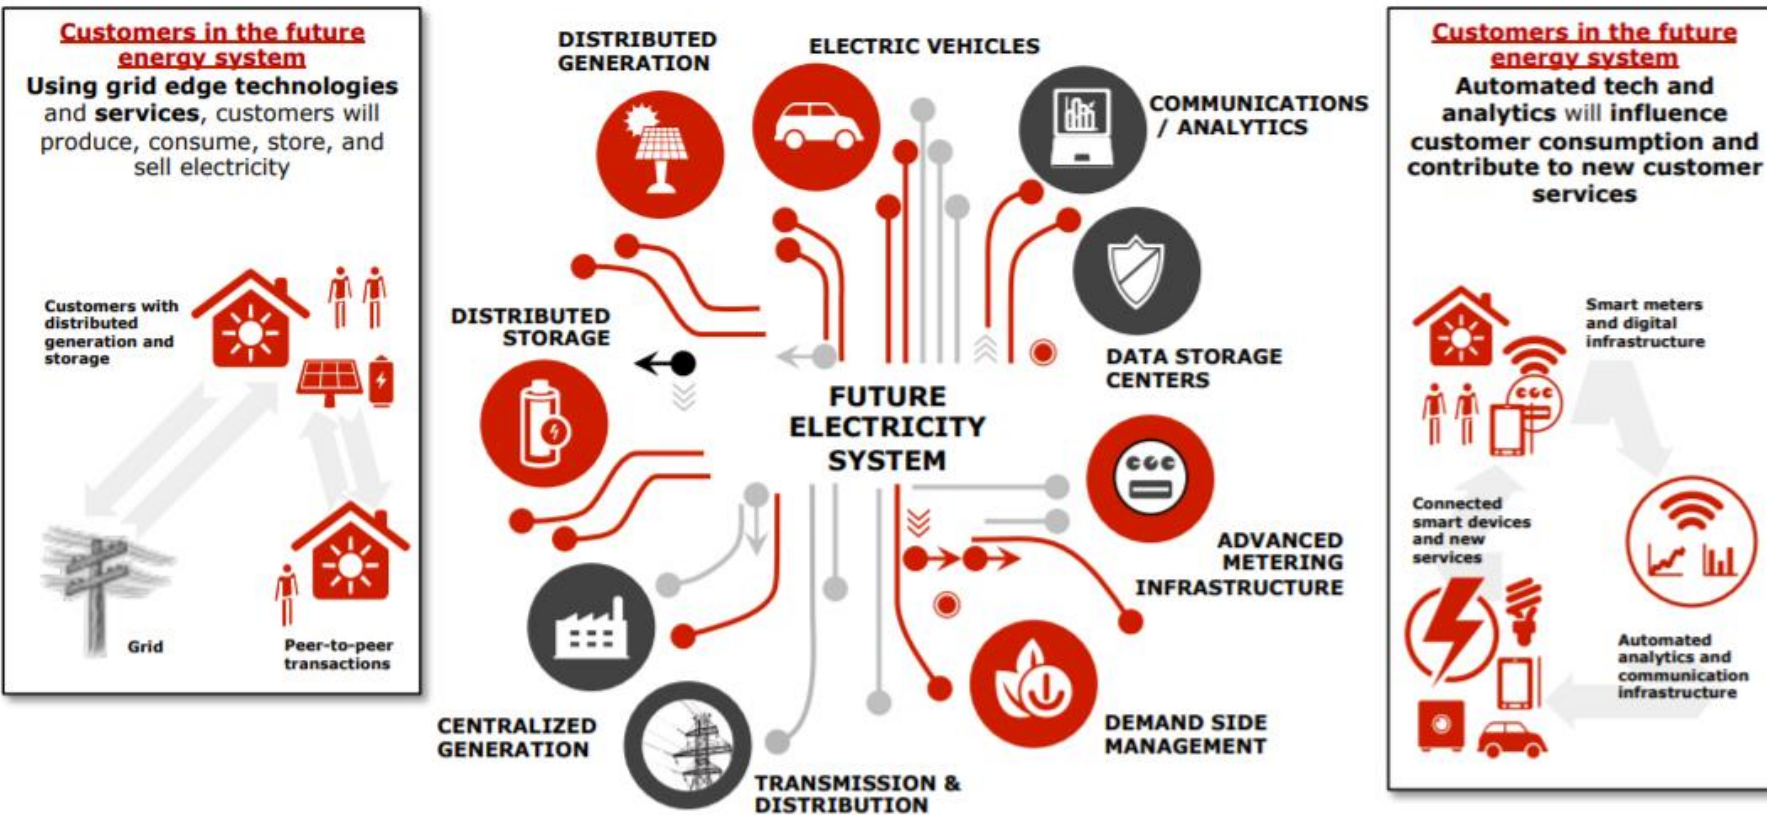 Customers in the future
energy system
Using grid edge technologies
and services, customers will
produce, consume, store, and
sell electricity
Customers with
distributed
generation and
storage
Grid
Peer-to-peer
transactions
DISTRIBUTED
GENERATION
ELECTRIC VEHICLES
COMMUNICATIONS
/ ANALYTICS
DISTRIBUTED
STORAGE
DATA STORAGE
CENTERS
FUTURE
ELECTRICITY
SYSTEM
ADVANCED
METERING
INFRASTRUCTURE
CENTRALIZED
GENERATION
DEMAND SIDE
MANAGEMENT
TRANSMISSION &
DISTRIBUTION
Customers in the future
energy system
Automated tech and
analytics will influence
customer consumption and
contribute to new customer
services
Smart meters
and digital
infrastructure
Connected
smart devices
and new
services
Automated
analytics and
communication
infrastructure